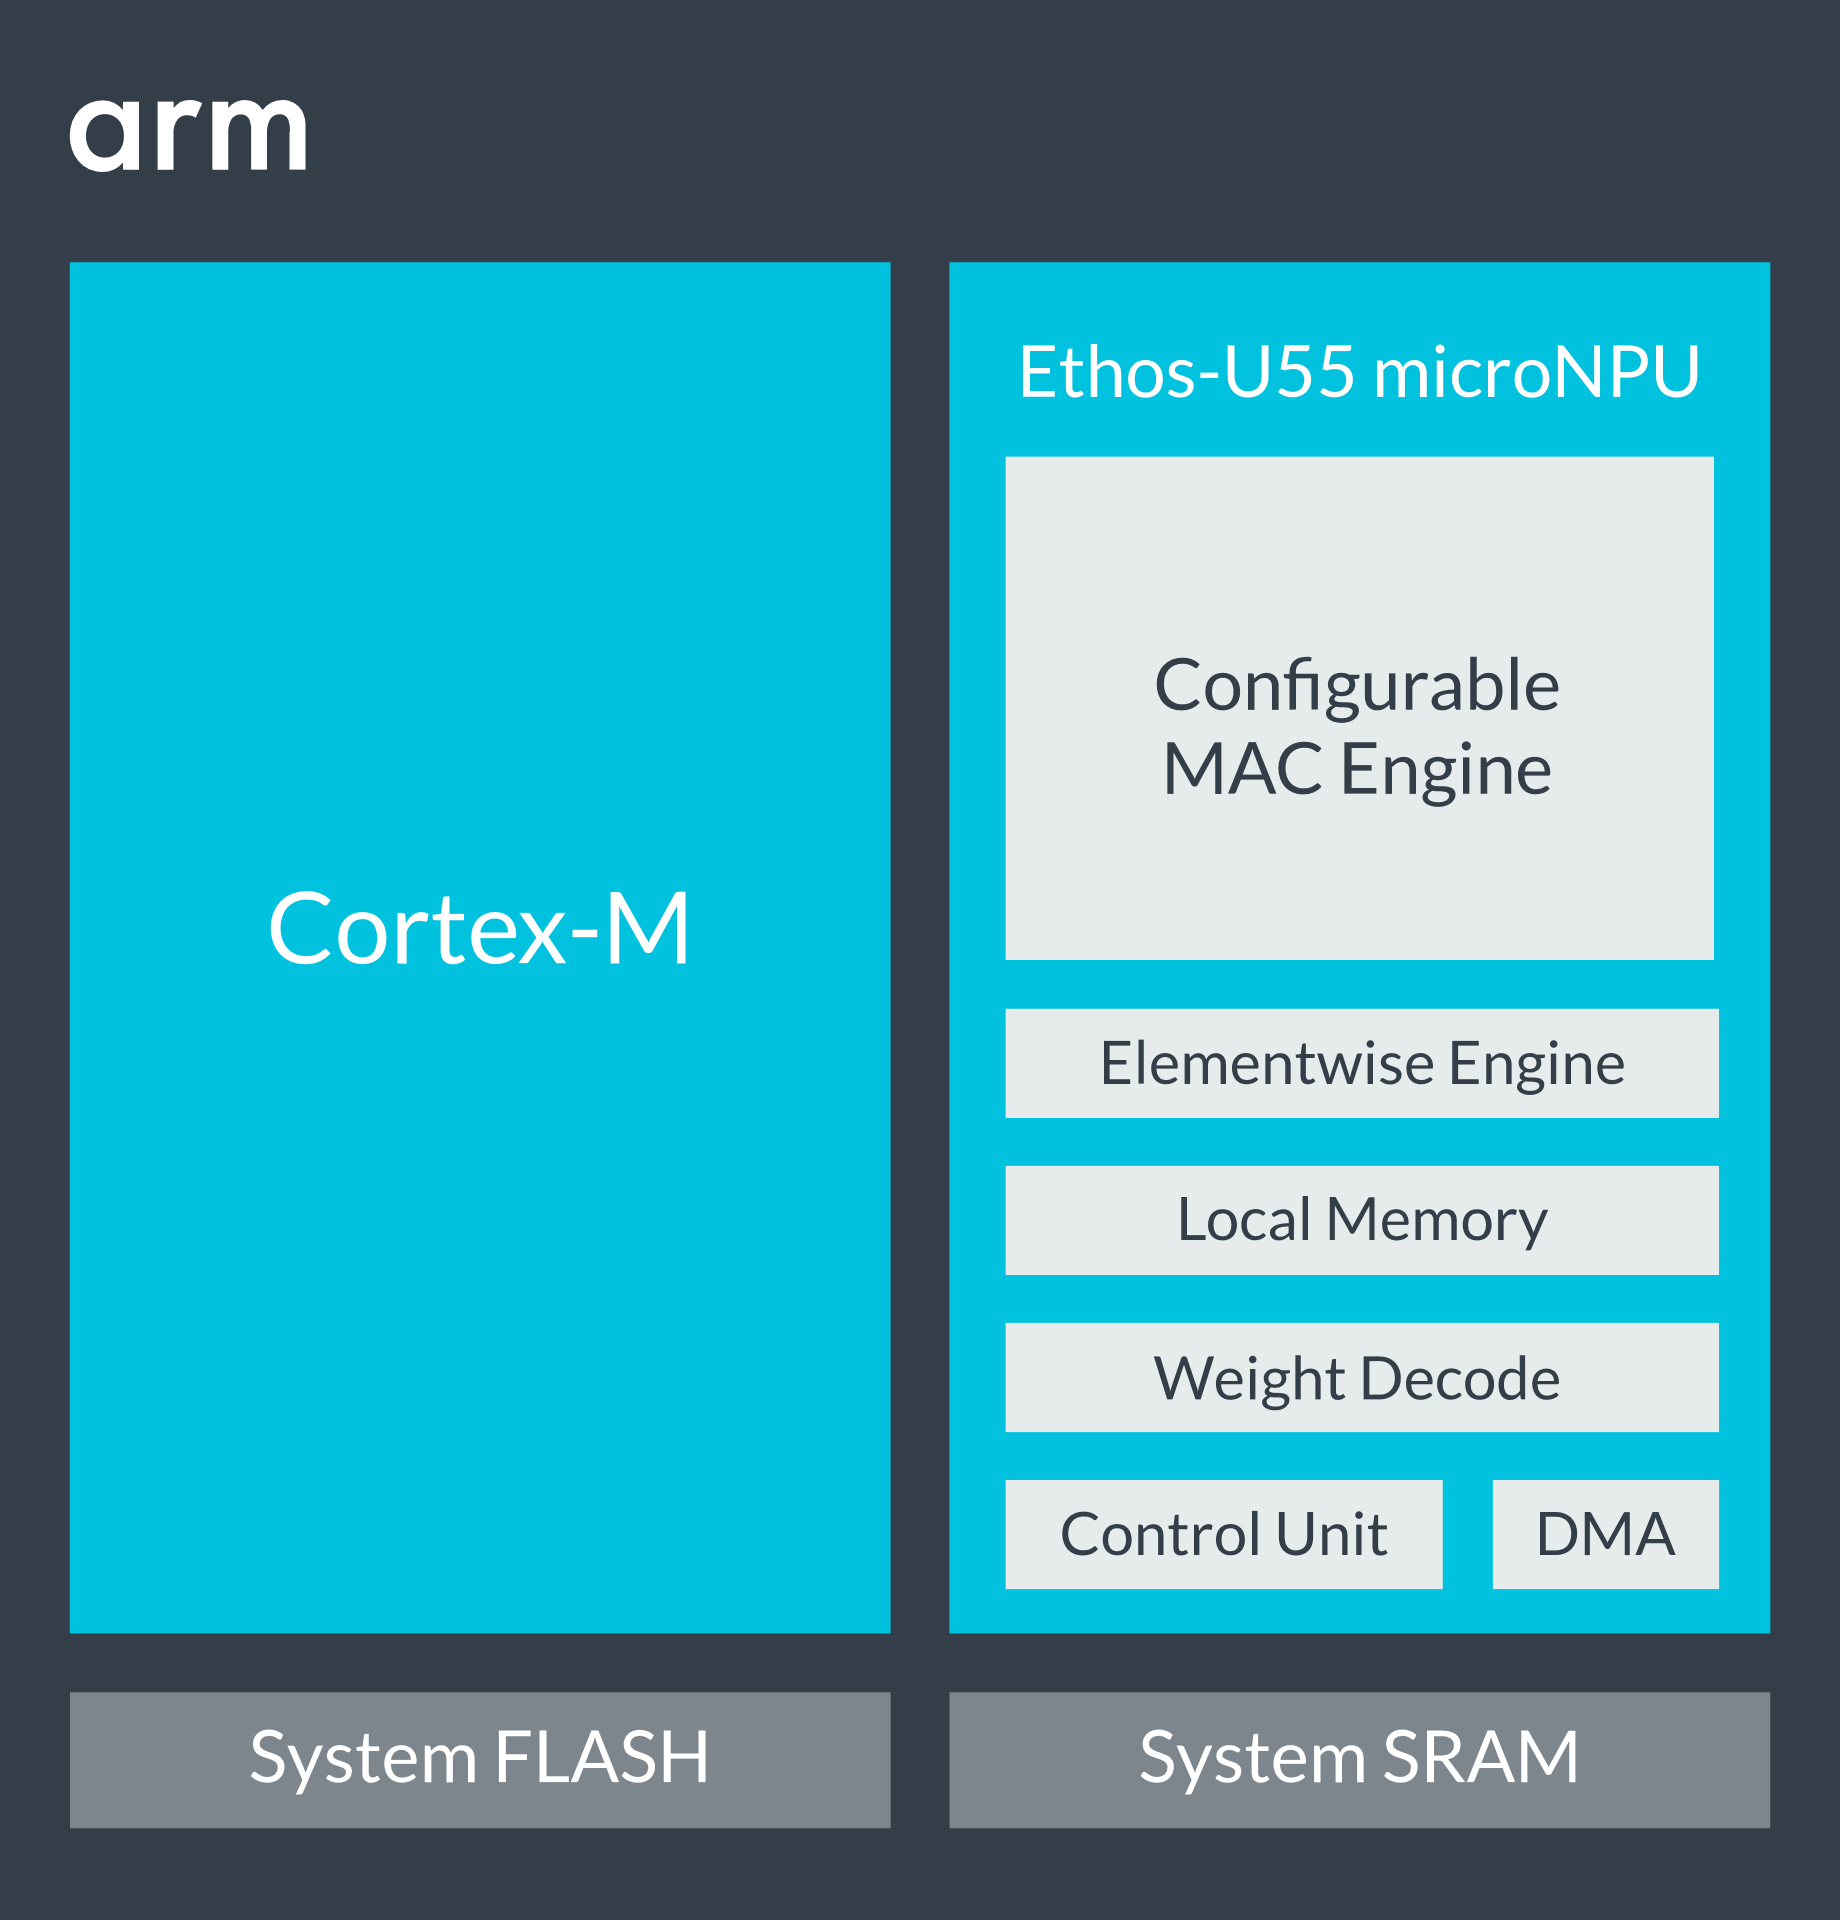 arm
Cortex-M
Ethos-U55 microNPU
Configurable
MAC Engine
Elementwise Engine
Local Memory
Weight Decode
Control Unit
DMA
System FLASH
System SRAM